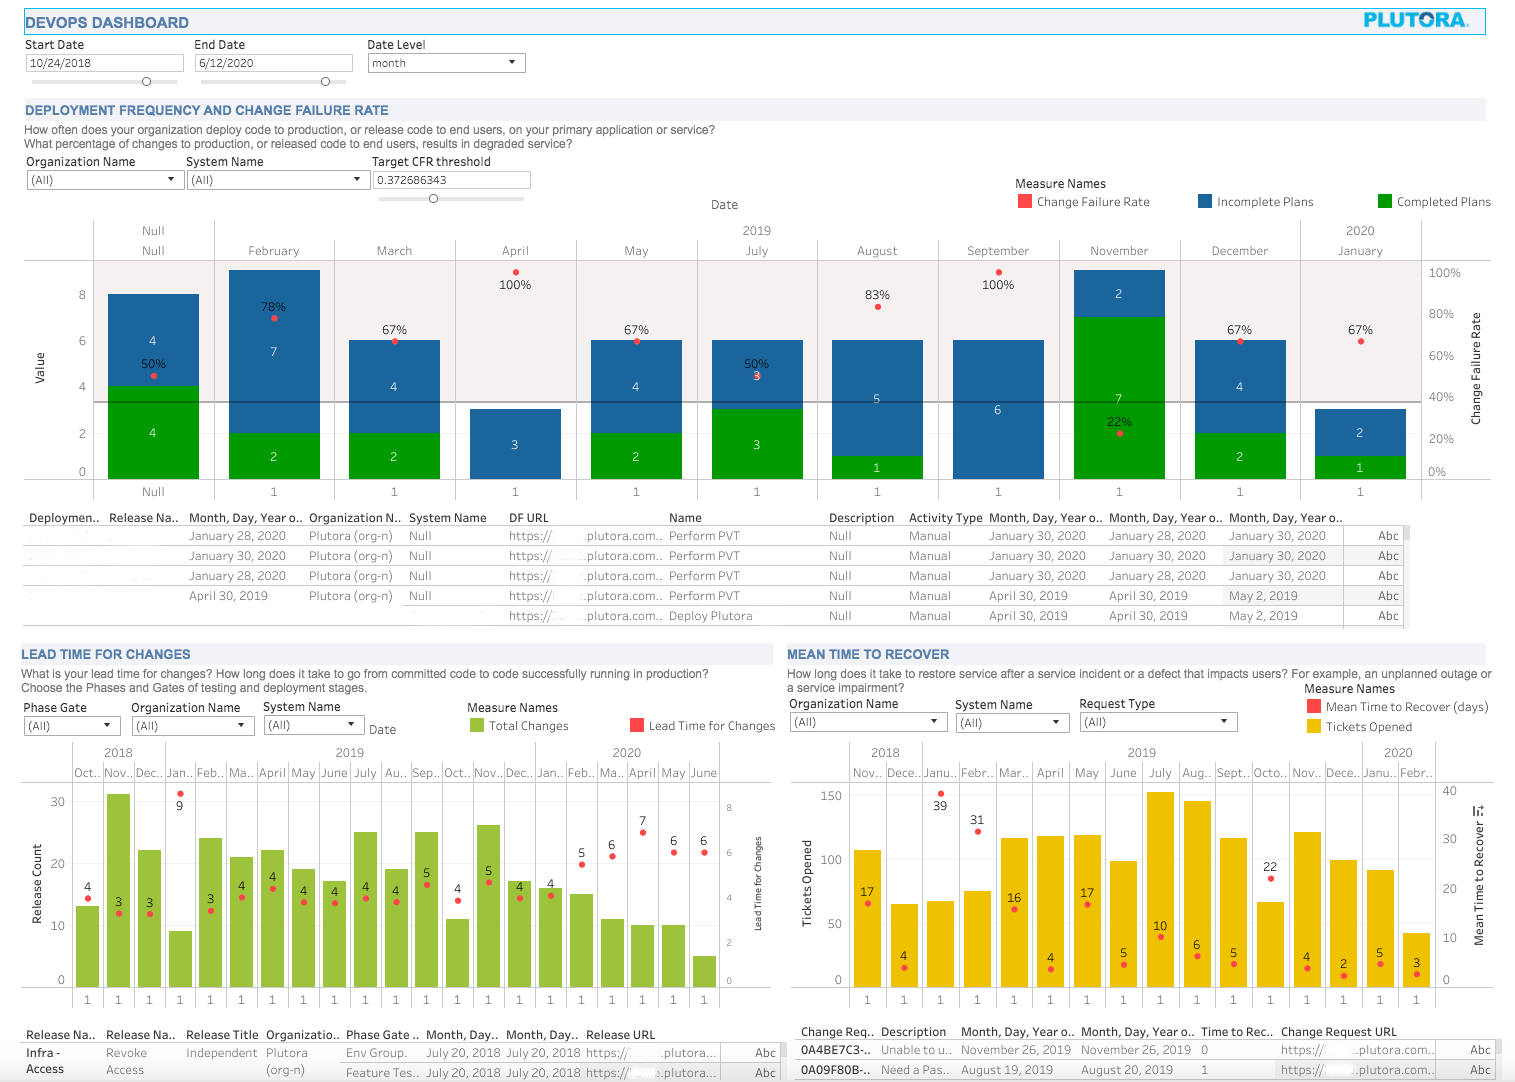 DEVOPS DASHBOARD
PLUTORA
Start Date End Date Date Level
10/24/2018 6/12/2020 month
DEPLOYMENT FREQUENCY AND CHANGE FAILURE RATE
How often does your organization deploy code to production, or release code to end users, on your primary application or service?
What percentage of changes to production, or released code to end users, results in degraded service?
Organization Name System Name Target CFR threshold
(All) (All) 0.372686343
Measure Names
Change Failure Rate Incomplete Plans Completed Plans
Date
Null 2019 2020
Null February March April May July August September November December January
Value
8
6
4
2
0
100%
80%
60%
40%
20%
0%
Change Failure Rate
4 50% 4
78% 7 2
67% 4 2
100% 3
67% 4 2
50% 3 3
83% 5 1
100% 6
2 7 22%
67% 4 2
67% 2 1
Null 1 1 1 1 1 1 1 1 1 1
Deploymen.. Release Na.. Month, Day, Year o.. Organization N.. System Name DF URL Name Description Activity Type Month, Day, Year o.. Month, Day, Year o.. Month, Day, Year o..
January 28, 2020 Plutora (org-n) Null https:// .plutora.com.. Perform PVT Null Manual January 30, 2020 January 28, 2020 January 30, 2020 Abc
January 30, 2020 Plutora (org-n) Null https:// .plutora.com.. Perform PVT Null Manual January 30, 2020 January 30, 2020 January 30, 2020 Abc
January 28, 2020 Plutora (org-n) Null https:// .plutora.com.. Perform PVT Null Manual January 30, 2020 January 28, 2020 January 30, 2020 Abc
April 30, 2019 Plutora (org-n) Null https:// .plutora.com.. Perform PVT Null Manual April 30, 2019 April 30, 2019 May 2, 2019 Abc
https:// .plutora.com.. Deploy Plutora Null Manual April 30, 2019 April 30, 2019 May 2, 2019 Abc
LEAD TIME FOR CHANGES
What is your lead time for changes? How long does it take to go from committed code to code successfully running in production?
Choose the Phases and Gates of testing and deployment stages.
Phase Gate Organization Name System Name Measure Names
(All) (All) (All) Date Total Changes Lead Time for Changes
2018 2019 2020
Oct.. Nov.. Dec.. Jan.. Feb.. Ma.. April May June July Au.. Sep.. Oct.. Nov.. Dec.. Jan.. Feb.. Ma.. April May June
Release Count
30
20
10
0
8
6
4
2
0
Lead Time for Changes
4 3 3 9 3 4 4 4 4 4 4 5 4 5 4 4 5 6 7 6 6
1 1 1 1 1 1 1 1 1 1 1 1 1 1 1 1 1 1 1 1 1
Release Na.. Release Na.. Release Title Organizatio.. Phase Gate .. Month, Day.. Month, Day.. Release URL
Infra - Revoke Independent Plutora Env Group. July 20, 2018 July 20, 2018 https:// .plutora... Abc
Access Access (org-n) Feature Tes.. July 20, 2018 July 20, 2018 https:// .plutora... Abc
MEAN TIME TO RECOVER
How long does it take to restore service after a service incident or a defect that impacts users? For example, an unplanned outage or
a service impairment?
Organization Name System Name Request Type Measure Names
(All) (All) (All) Mean Time to Recover (days)
Tickets Opened
2018 2019 2020
Nov.. Dece.. Janu.. Febr.. Mar.. April May June July Aug.. Sept.. Octo.. Nov.. Dece.. Janu.. Febr..
Tickets Opened
150
100
50
0
40
30
20
10
0
Mean Time to Recover
17 4 39 31 16 4 17 5 10 6 5 22 4 2 5 3
1 1 1 1 1 1 1 1 1 1 1 1 1 1 1 1
Change Req.. Description Month, Day, Year o.. Month, Day, Year o.. Time to Rec.. Change Request URL
0A4BE7C3-.. Unable to u.. November 26, 2019 November 26, 2019 0 https:// .plutora.com.. Abc
0A09F80B-.. Need a Pas.. August 19, 2019 August 20, 2019 1 https:// .plutora.com.. Abc